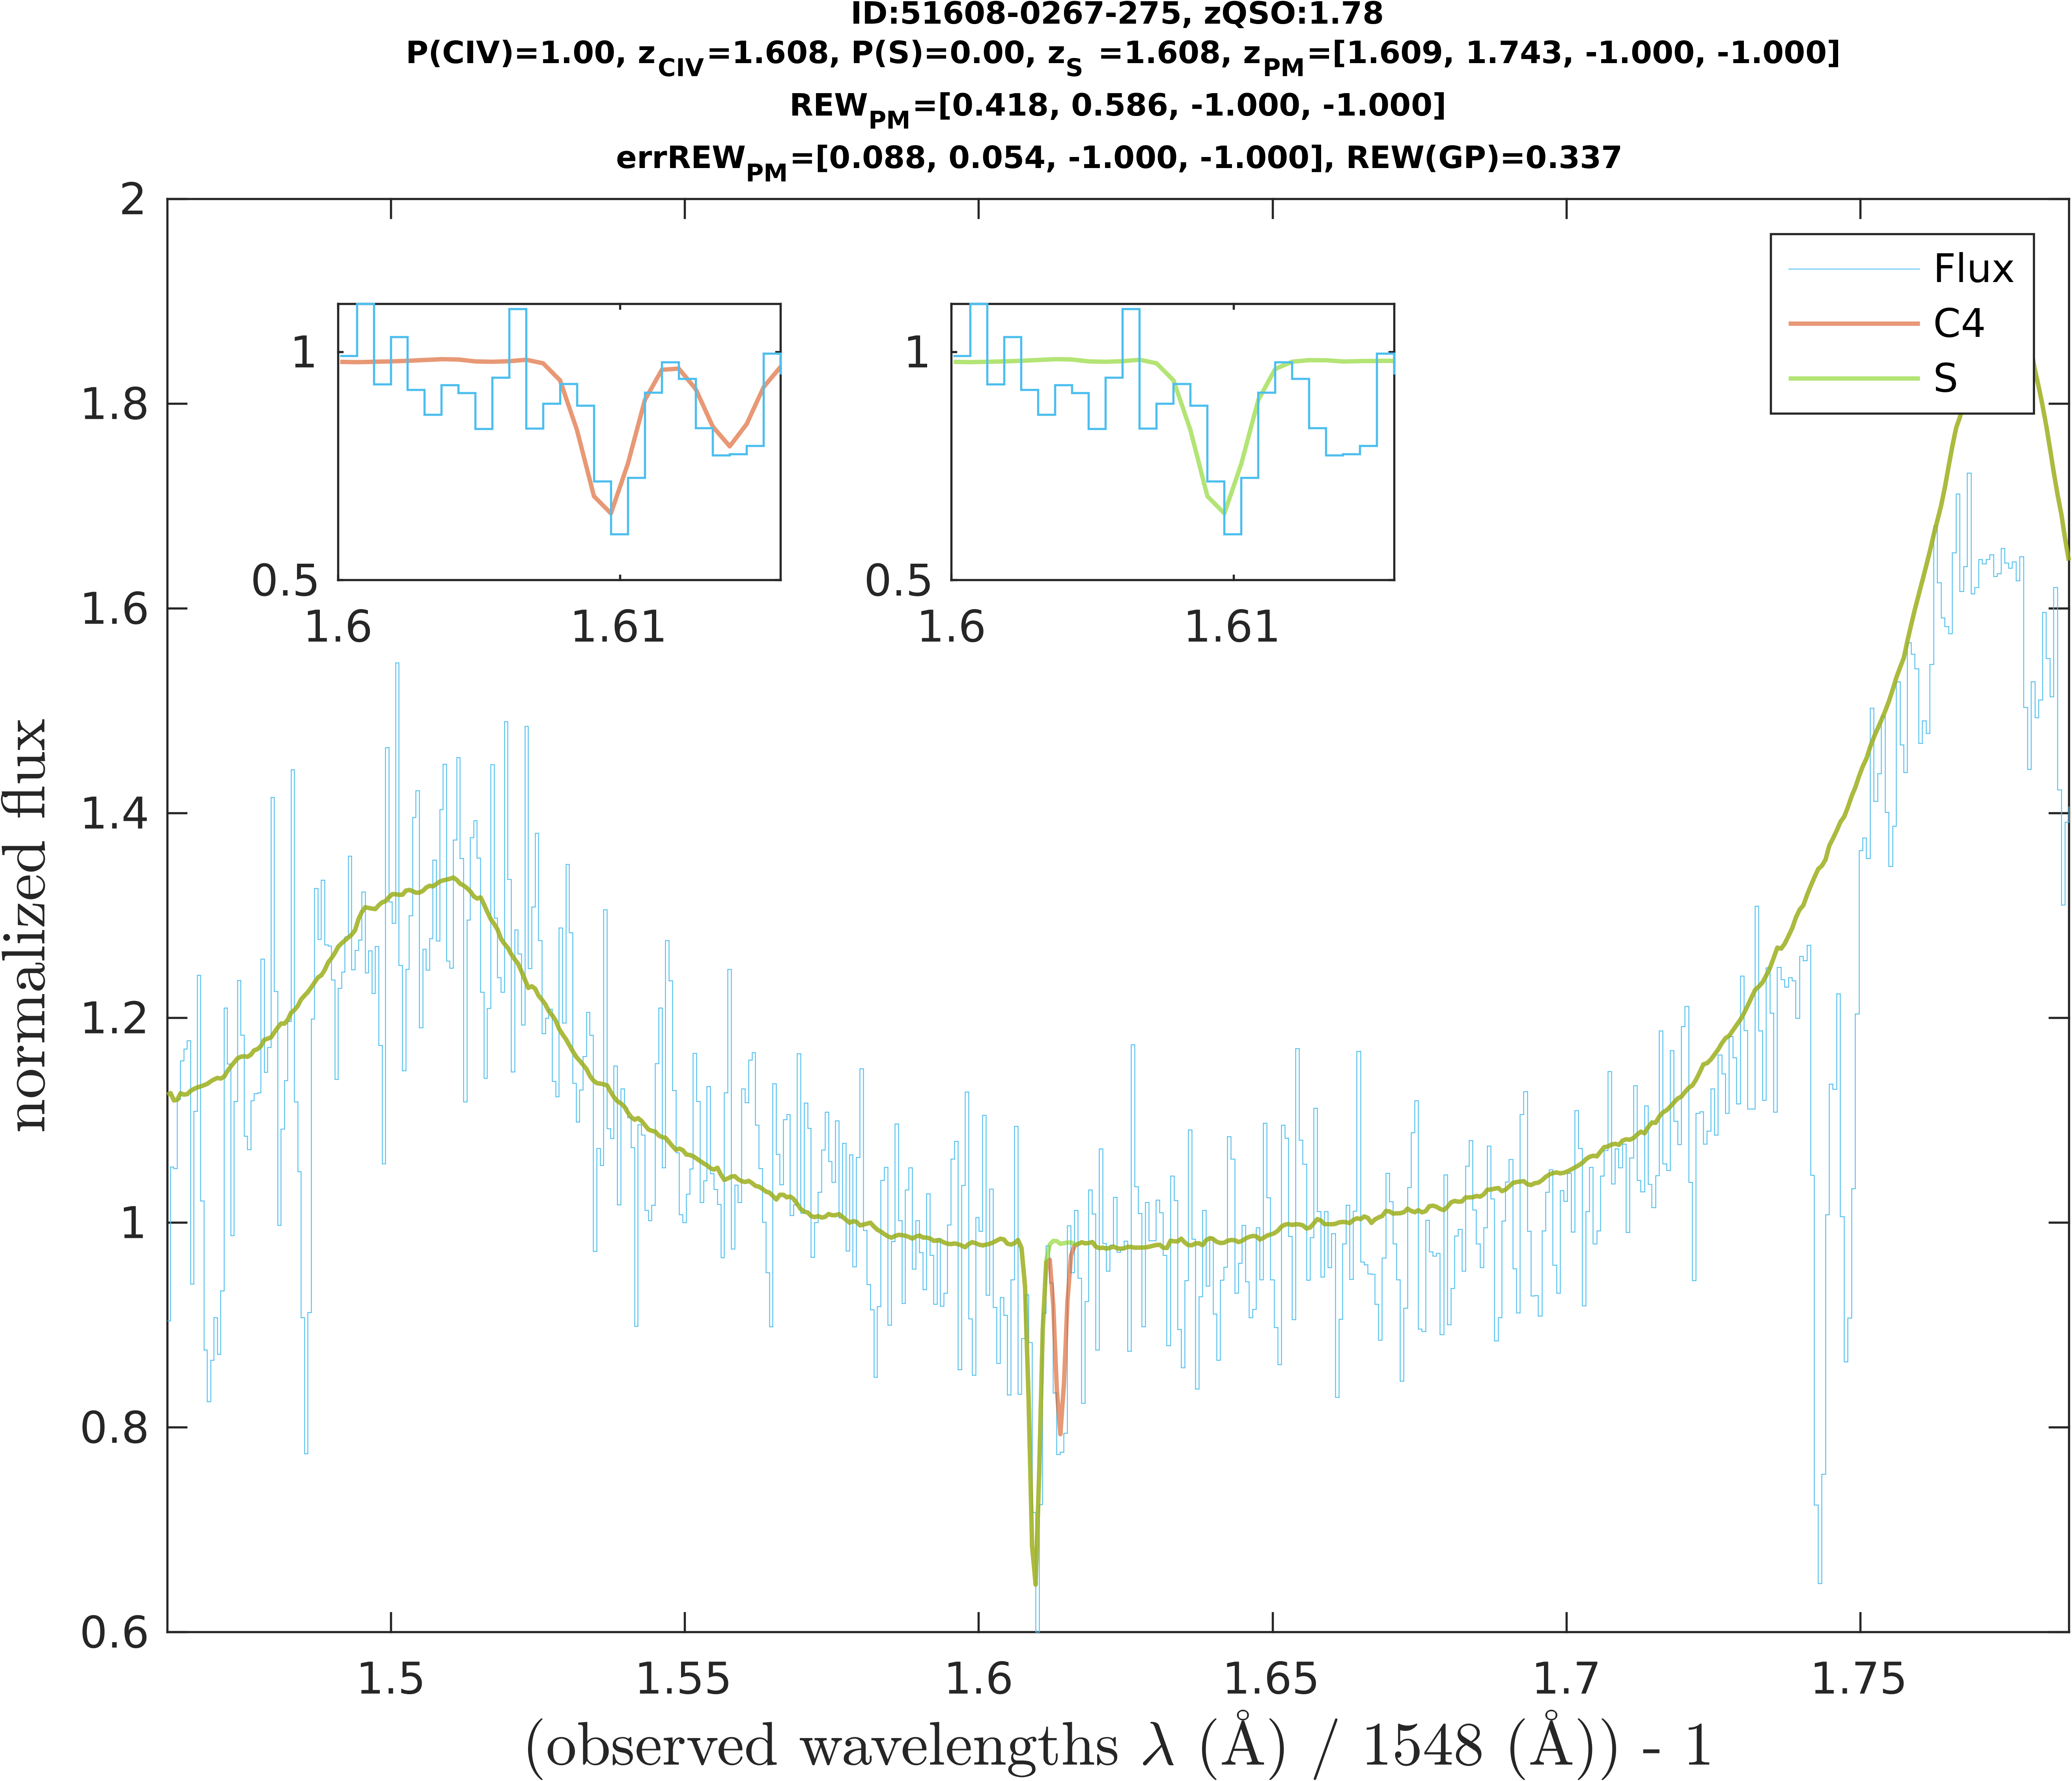 ID:51608-0267-275, zQSO:1.78
P(CIV)=1.00, zCIV=1.608, P(S)=0.00, zS =1.608, zPM=[1.609, 1.743, -1.000, -1.000]
REWPM=[0.418, 0.586, -1.000, -1.000]
errREWPM=[0.088, 0.054, -1.000, -1.000], REW(GP)=0.337
2
1.8
1.6
1.4
1.2
1
0.8
0.6
normalized flux
1
0.5
1.6 1.61
1
0.5
1.6 1.61
Flux
C4
S
1.5 1.55 1.6 1.65 1.7 1.75
(observed wavelengths λ (Å) / 1548 (Å)) - 1